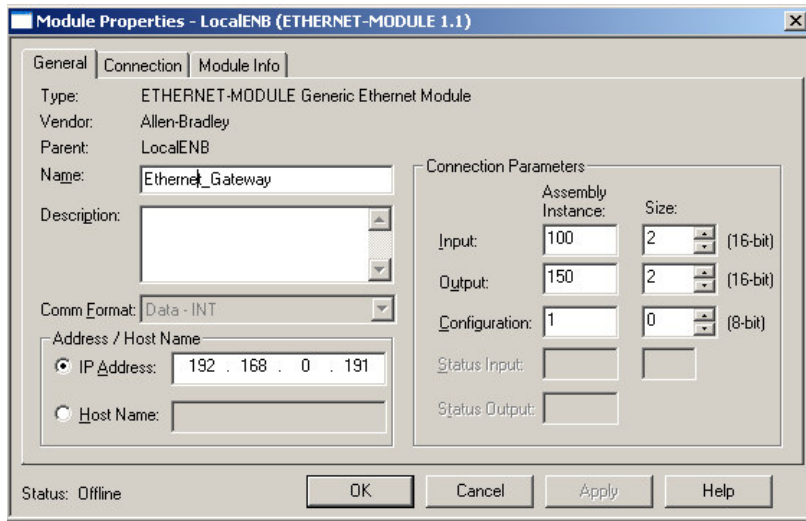 Module Properties - LocalENB (ETHERNET-MODULE 1.1)
General Connection Module Info
Type: ETHERNET-MODULE Generic Ethernet Module
Vendor: Allen-Bradley
Parent: LocalENB
Name: Ethernet_Gateway
Description:
Comm Format: Data - INT
Address / Host Name
IP Address: 192 . 168 . 0 . 191
Host Name:
Connection Parameters
Assembly Instance: Size:
Input: 100 2 (16-bit)
Output: 150 2 (16-bit)
Configuration: 1 0 (8-bit)
Status Input:
Status Output:
Status: Offline OK Cancel Apply Help